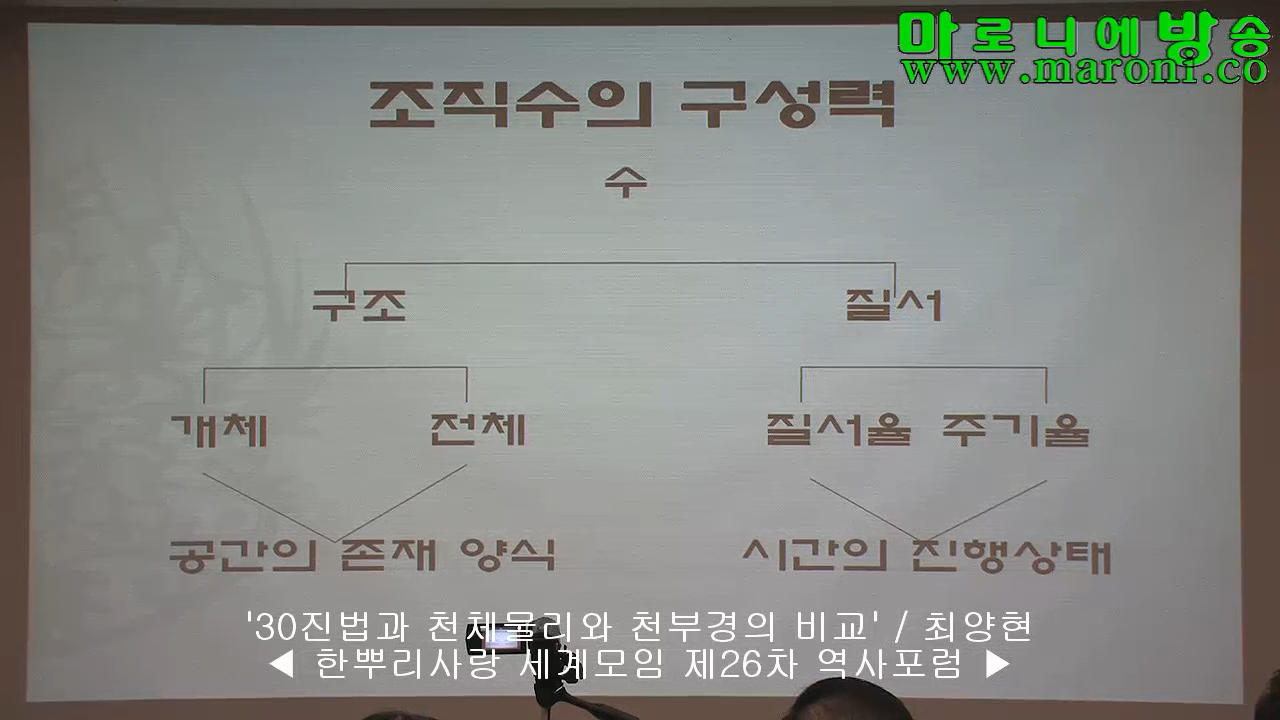 마로니에방송
www.maroni.co
조직수의 구성력
수
구조 질서
개체 전체 질서율 주기율
공간의 존재 양식 시간의 진행상태
'30진법과 천체물리와 천부경의 비교' / 최양현
◀ 한뿌리사랑 세계모임 제26차 역사포럼 ▶